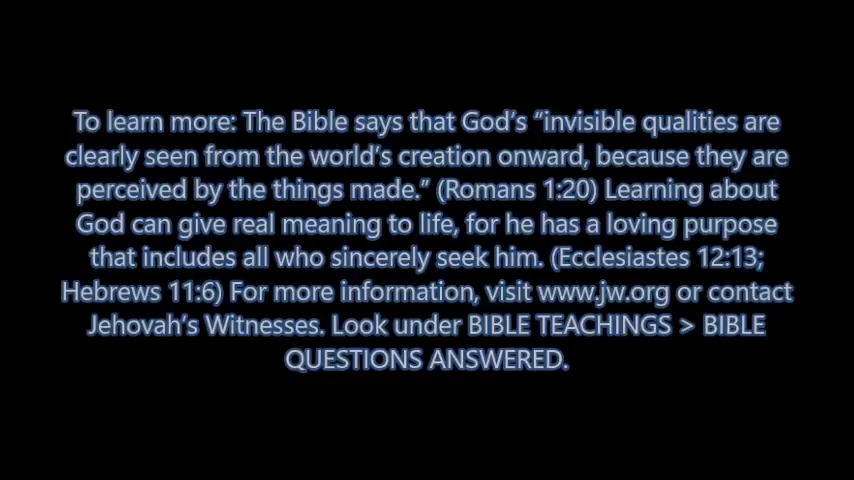 To learn more: The Bible says that God's “invisible qualities are
clearly seen from the world's creation onward, because they are
perceived by the things made.” (Romans 1:20) Learning about
God can give real meaning to life, for he has a loving purpose
that includes all who sincerely seek him. (Ecclesiastes 12:13;
Hebrews 11:6) For more information, visit www.jw.org or contact
Jehovah's Witnesses. Look under BIBLE TEACHINGS > BIBLE
QUESTIONS ANSWERED.